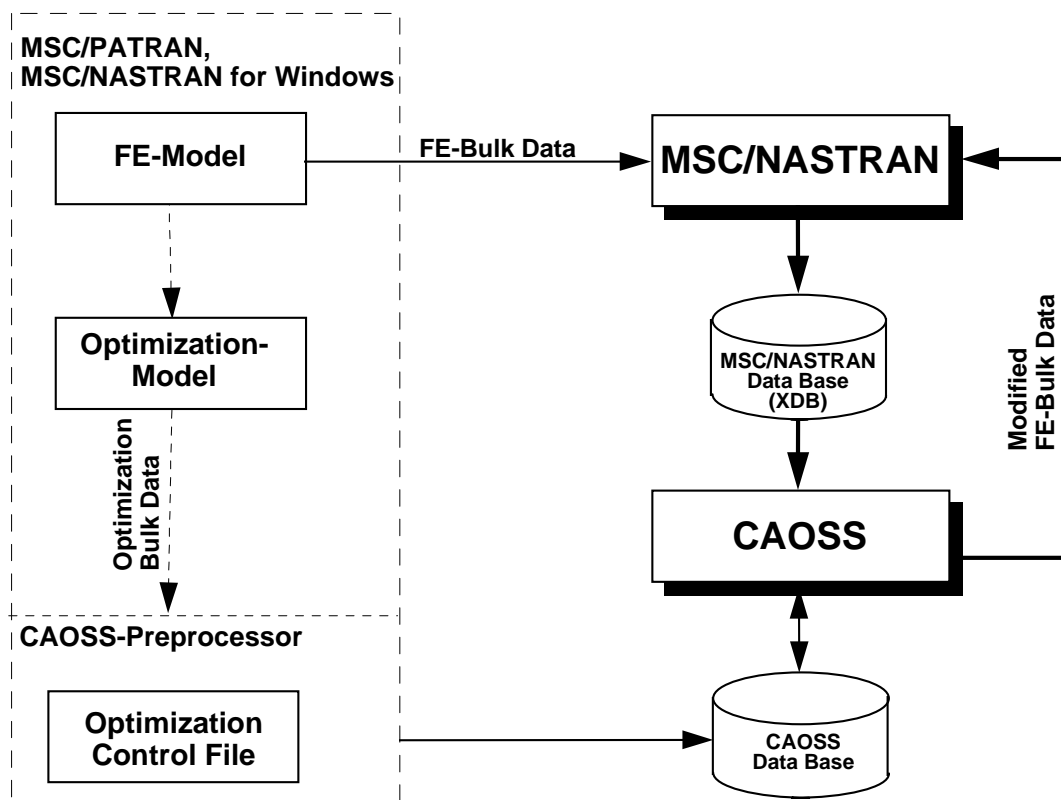 MSC/PATRAN,
MSC/NASTRAN for Windows
FE-Model
FE-Bulk Data
MSC/NASTRAN
Optimization-
Model
MSC/NASTRAN
Data Base
(XDB)
Modified
FE-Bulk Data
Optimization
Bulk Data
CAOSS
CAOSS-Preprocessor
Optimization
Control File
CAOSS
Data Base